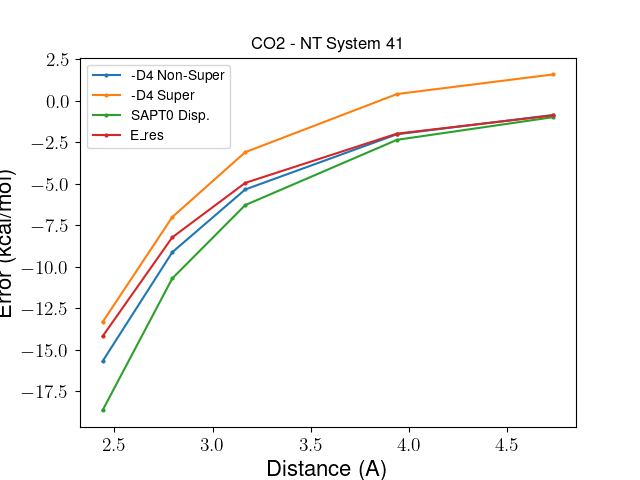 CO2 - NT System 41
-D4 Non-Super
-D4 Super
SAPT0 Disp.
E_res
2.5
0.0
−2.5
−5.0
−7.5
−10.0
−12.5
−15.0
−17.5
Error (kcal/mol)
2.5 3.0 3.5 4.0 4.5
Distance (A)